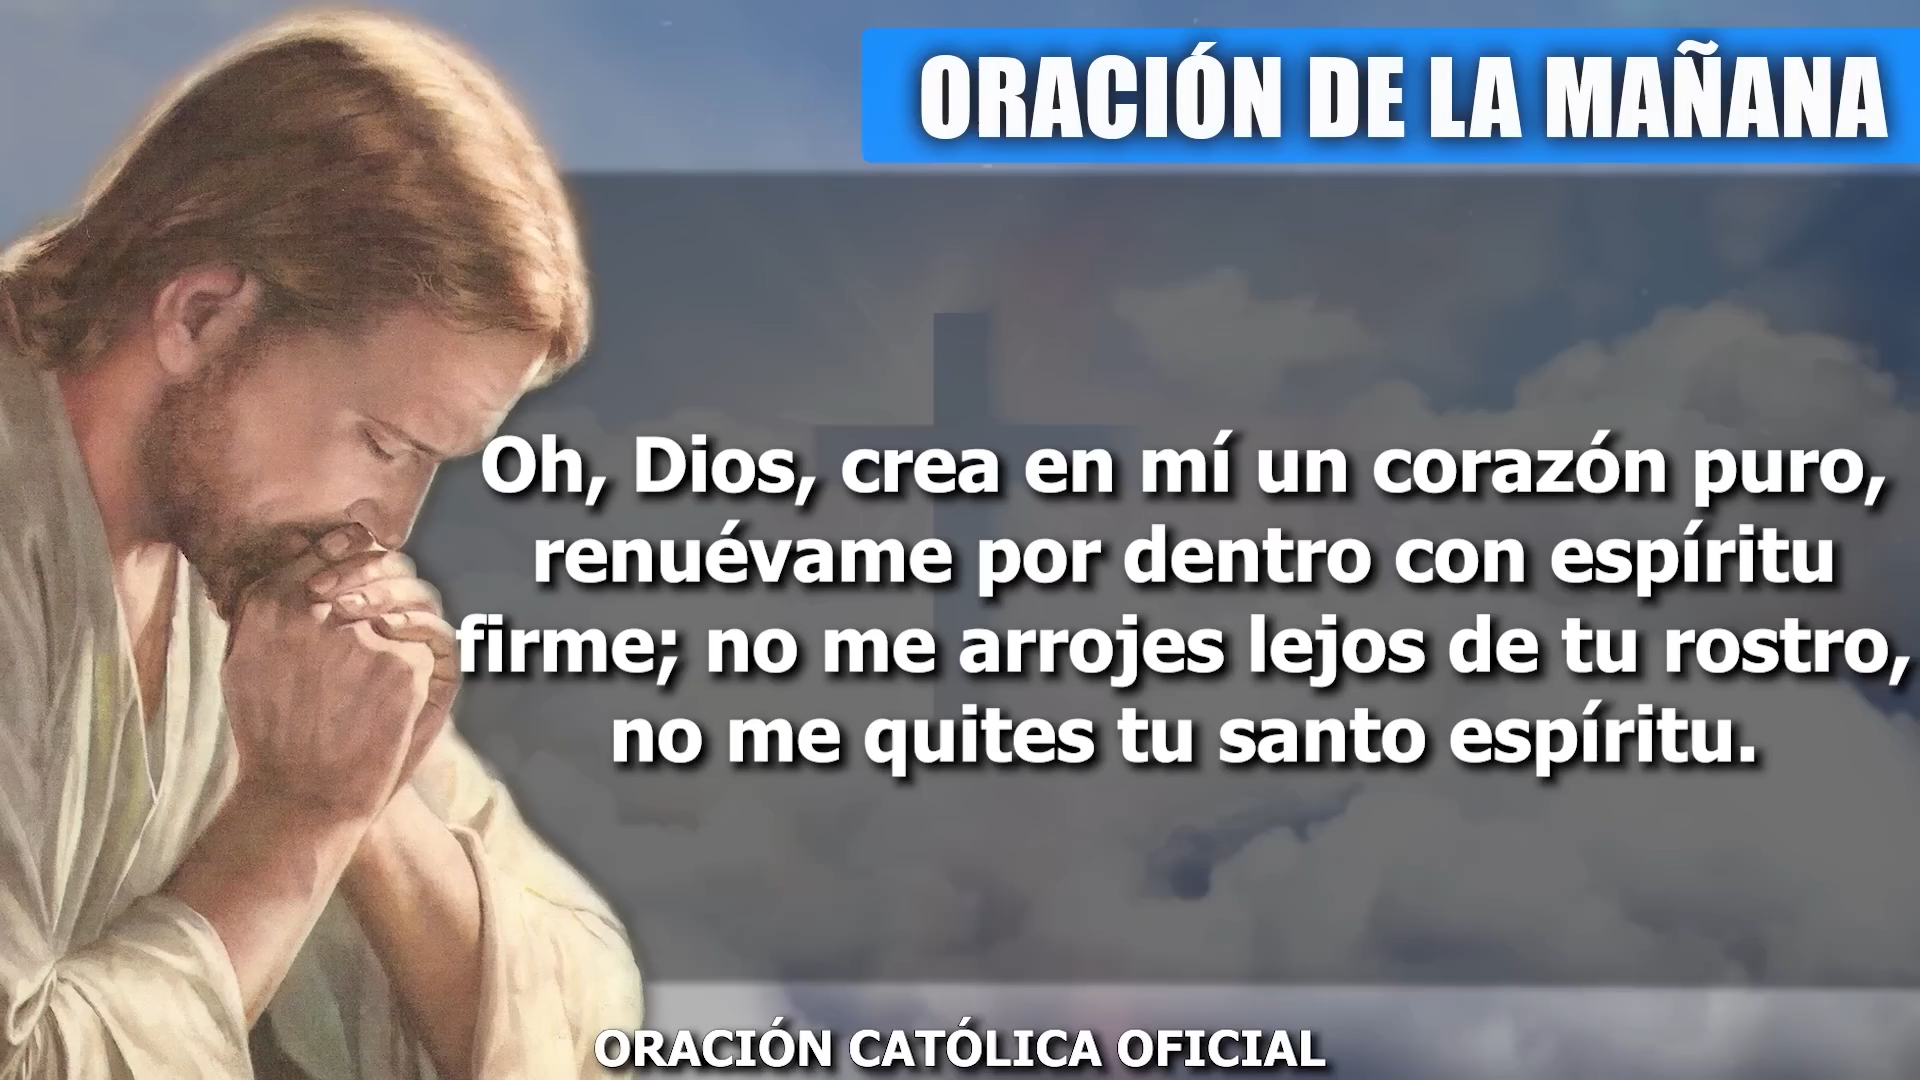 ORACIÓN DE LA MAÑANA
Oh, Dios, crea en mí un corazón puro,
renuévame por dentro con espíritu
firme; no me arrojes lejos de tu rostro,
no me quites tu santo espíritu.
ORACIÓN CATÓLICA OFICIAL